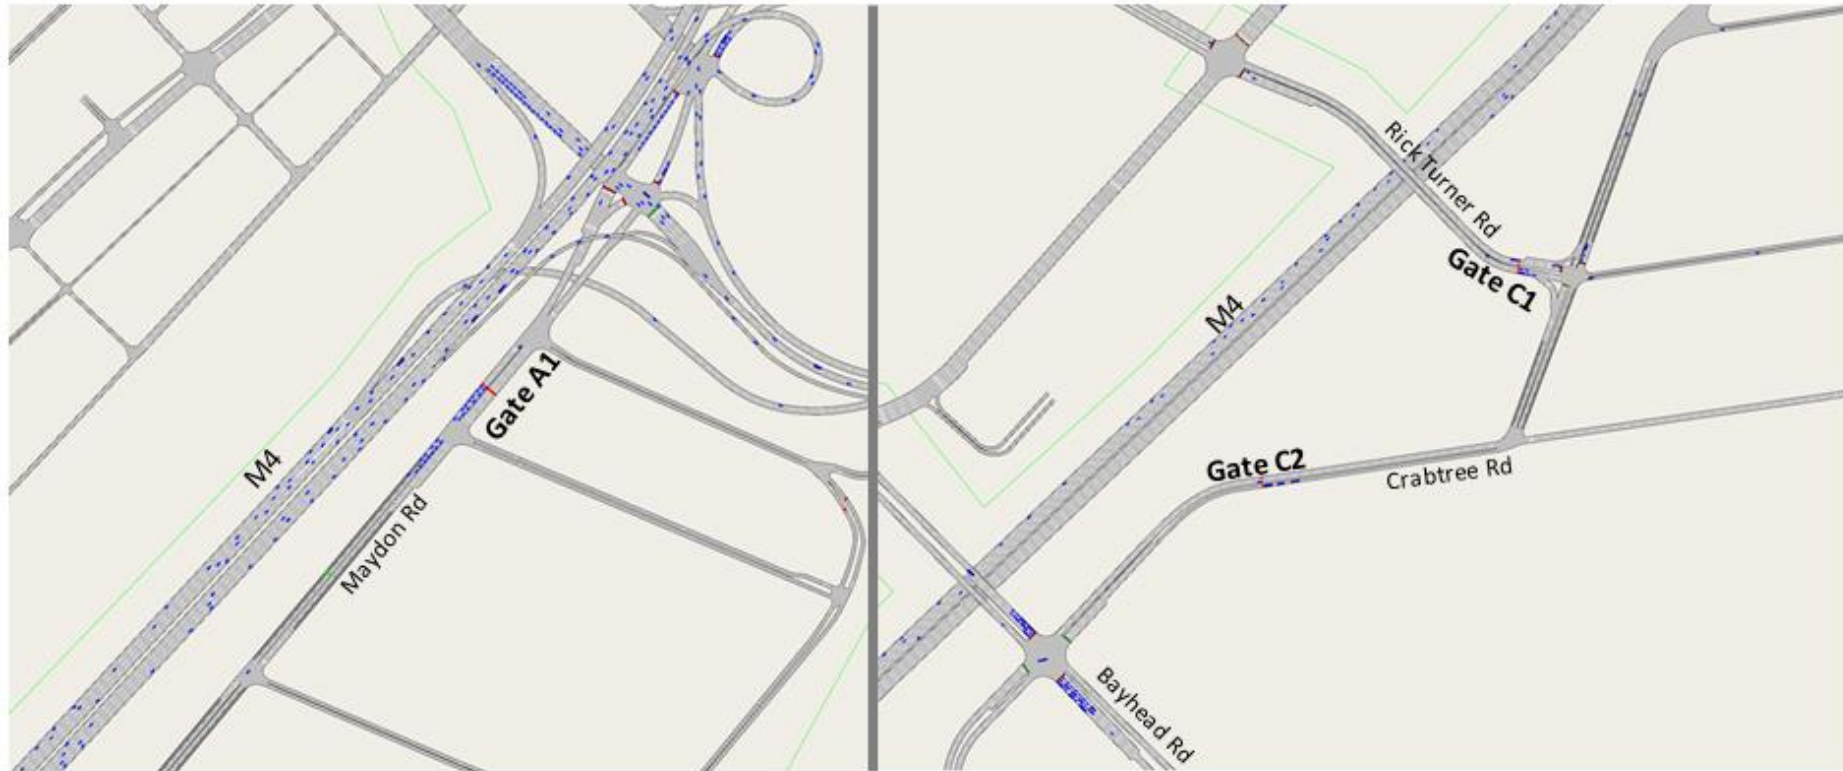 M4
Maydon Rd
Gate A1
Rick Turner Rd
Gate C1
M4
Gate C2
Crabtree Rd
Bayhead Rd